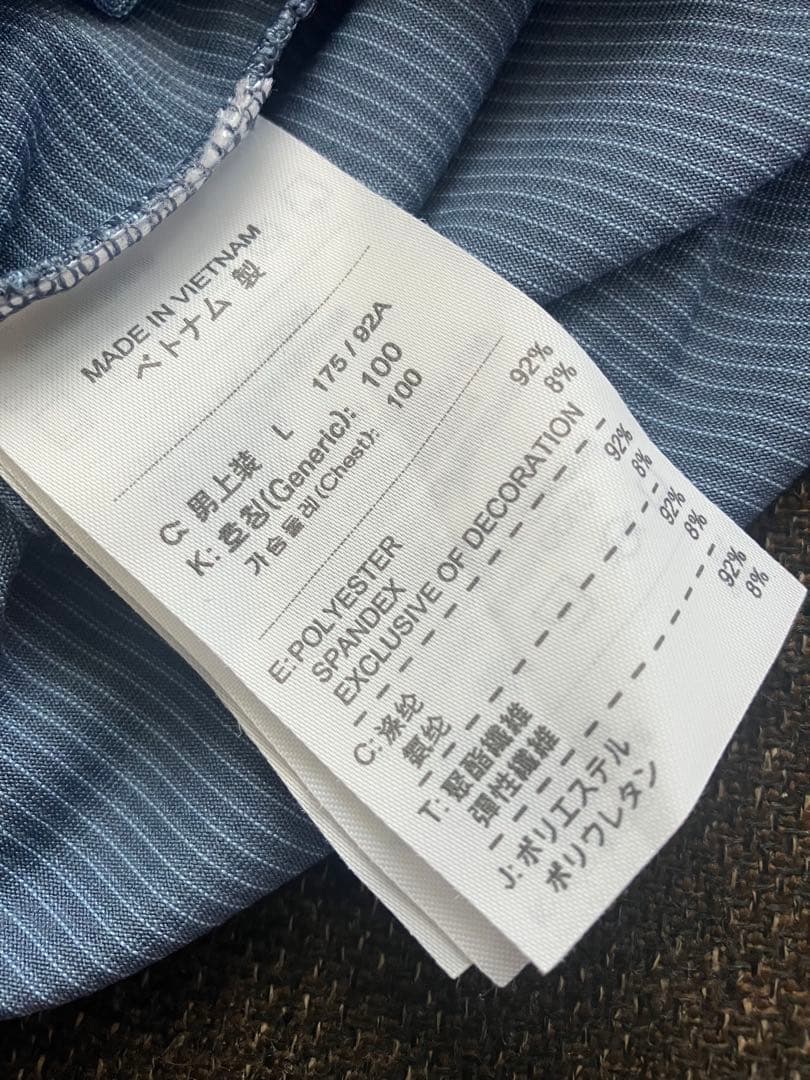 MADE IN VIETNAM
ベトナム 製
C: 男上装 L 175 / 92A
K: 호칭(Generic): 100
가슴둘레(Chest): 100
E:POLYESTER 92%
SPANDEX 8%
EXCLUSIVE OF DECORATION
C: 涤纶 92%
氨纶 8%
T: 聚酯纖維 92%
彈性纖維 8%
J: ポリエステル 92%
ポリウレタン 8%